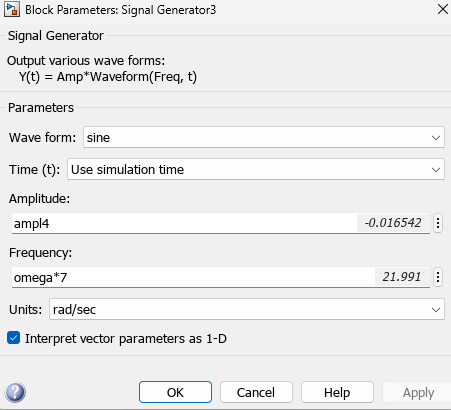 Block Parameters: Signal Generator3
Signal Generator
Output various wave forms:
Y(t) = Amp*Waveform(Freq, t)
Parameters
Wave form: sine
Time (t): Use simulation time
Amplitude:
ampl4 -0.016542
Frequency:
omega*7 21.991
Units: rad/sec
Interpret vector parameters as 1-D
? OK Cancel Help Apply